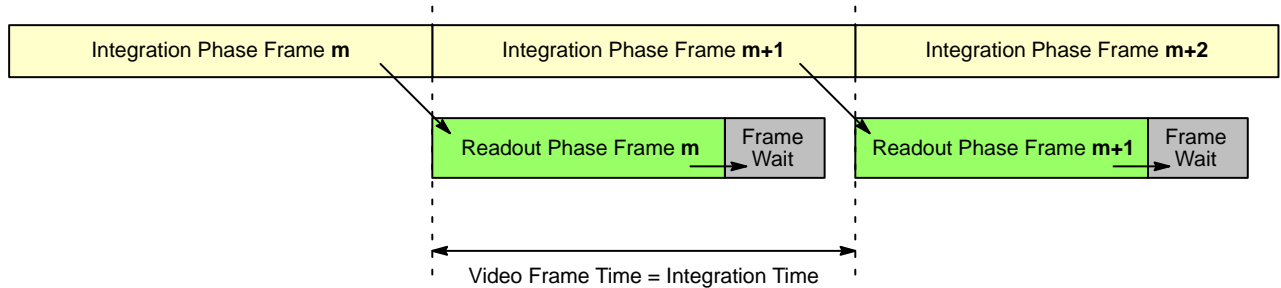 Integration Phase Frame m
Integration Phase Frame m+1
Integration Phase Frame m+2
Readout Phase Frame m
Frame
Wait
Readout Phase Frame m+1
Frame
Wait
Video Frame Time = Integration Time